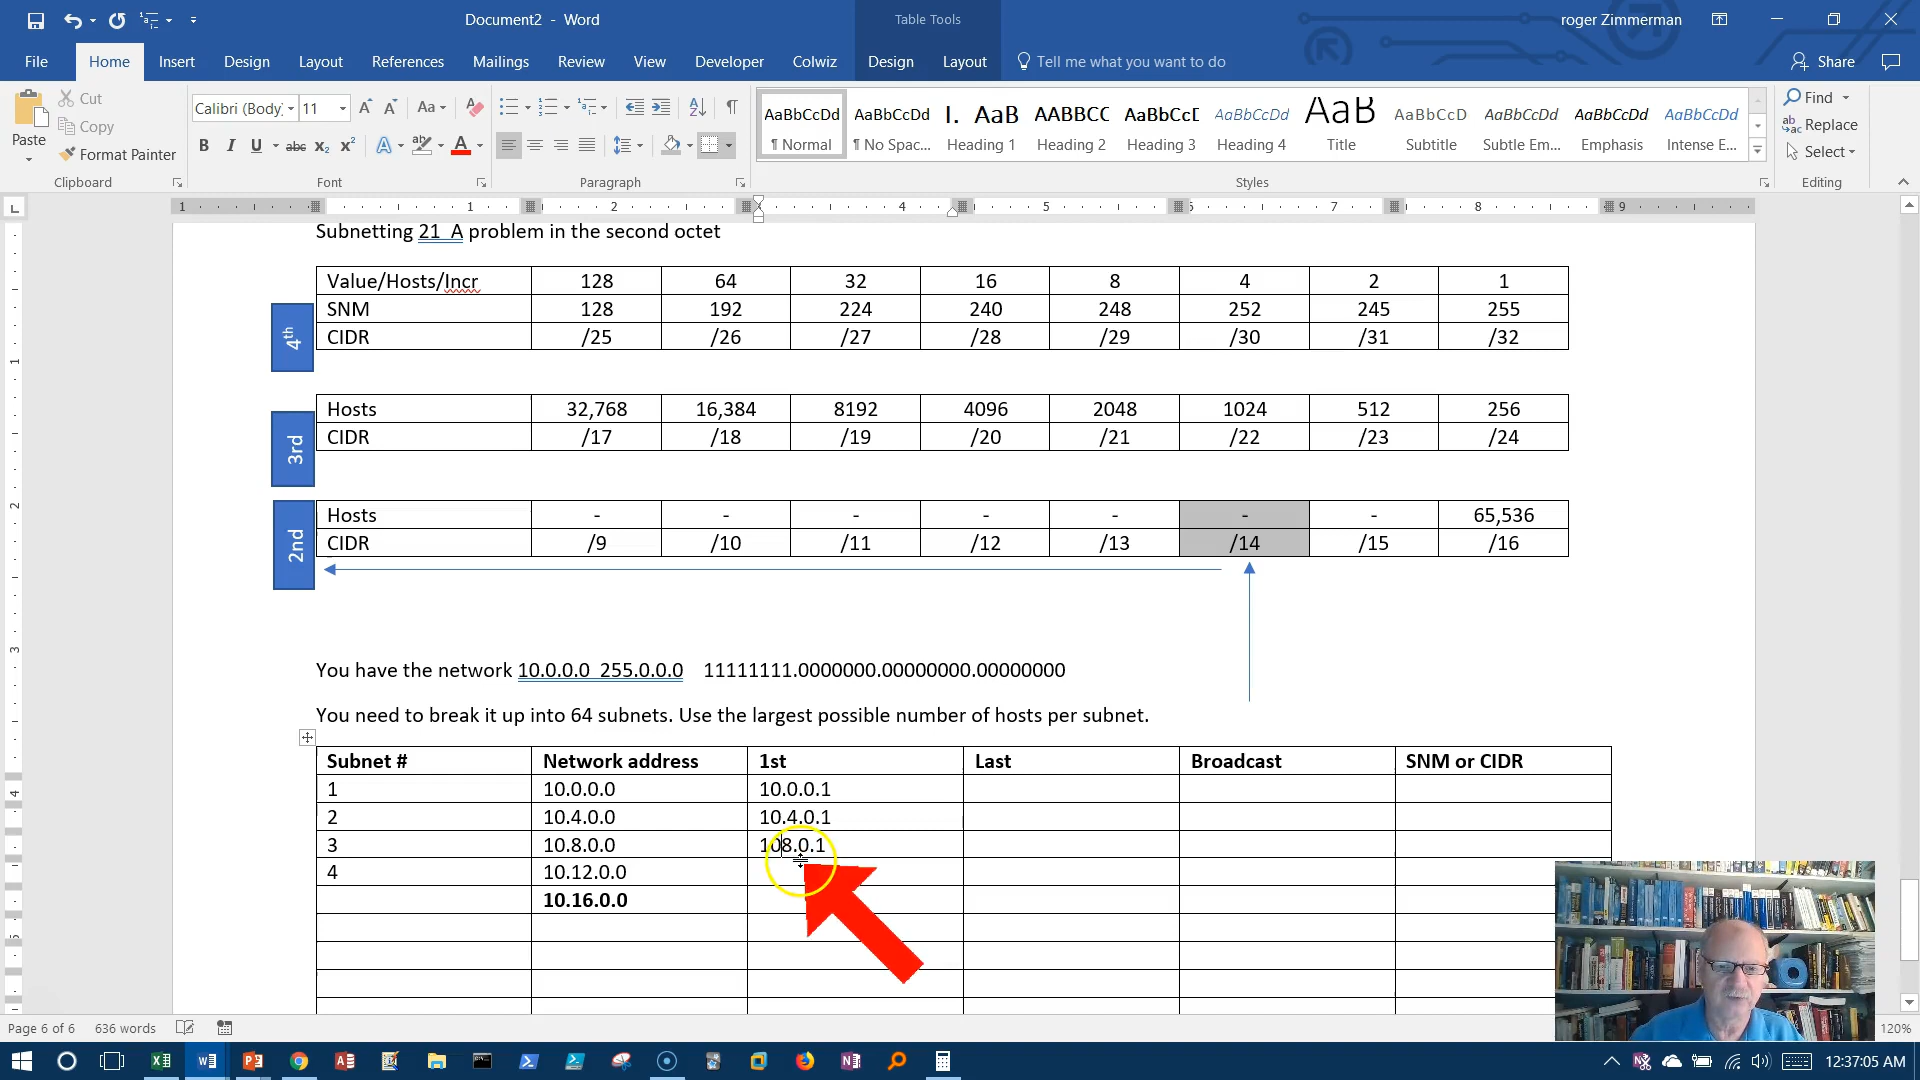 Document2 - Word
Table Tools
roger Zimmerman
File Home Insert Design Layout References Mailings Review View Developer Colwiz Design Layout Tell me what you want to do Share
Paste
Cut
Copy
Format Painter
Clipboard
Calibri (Body) 11
Font
Paragraph
AaBbCcDd AaBbCcDd I. AaB AABBCC AaBbCcD AaBbCcDd AaB AaBbCcD AaBbCcDd AaBbCcDd AaBbCcDd
¶ Normal ¶ No Spac... Heading 1 Heading 2 Heading 3 Heading 4 Title Subtitle Subtle Em... Emphasis Intense E...
Styles
Find
Replace
Select
Editing
1 1 2 4 5 6 7 8 9
Subnetting 21 A problem in the second octet
4th
Value/Hosts/Incr 128 64 32 16 8 4 2 1
SNM 128 192 224 240 248 252 245 255
CIDR /25 /26 /27 /28 /29 /30 /31 /32
3rd
Hosts 32,768 16,384 8192 4096 2048 1024 512 256
CIDR /17 /18 /19 /20 /21 /22 /23 /24
2nd
Hosts - - - - - - - 65,536
CIDR /9 /10 /11 /12 /13 /14 /15 /16
You have the network 10.0.0.0 255.0.0.0 11111111.0000000.00000000.00000000
You need to break it up into 64 subnets. Use the largest possible number of hosts per subnet.
Subnet # Network address 1st Last Broadcast SNM or CIDR
1 10.0.0.0 10.0.0.1
2 10.4.0.0 10.4.0.1
3 10.8.0.0 108.0.1
4 10.12.0.0
10.16.0.0
Page 6 of 6 636 words 120%
12:37:05 AM